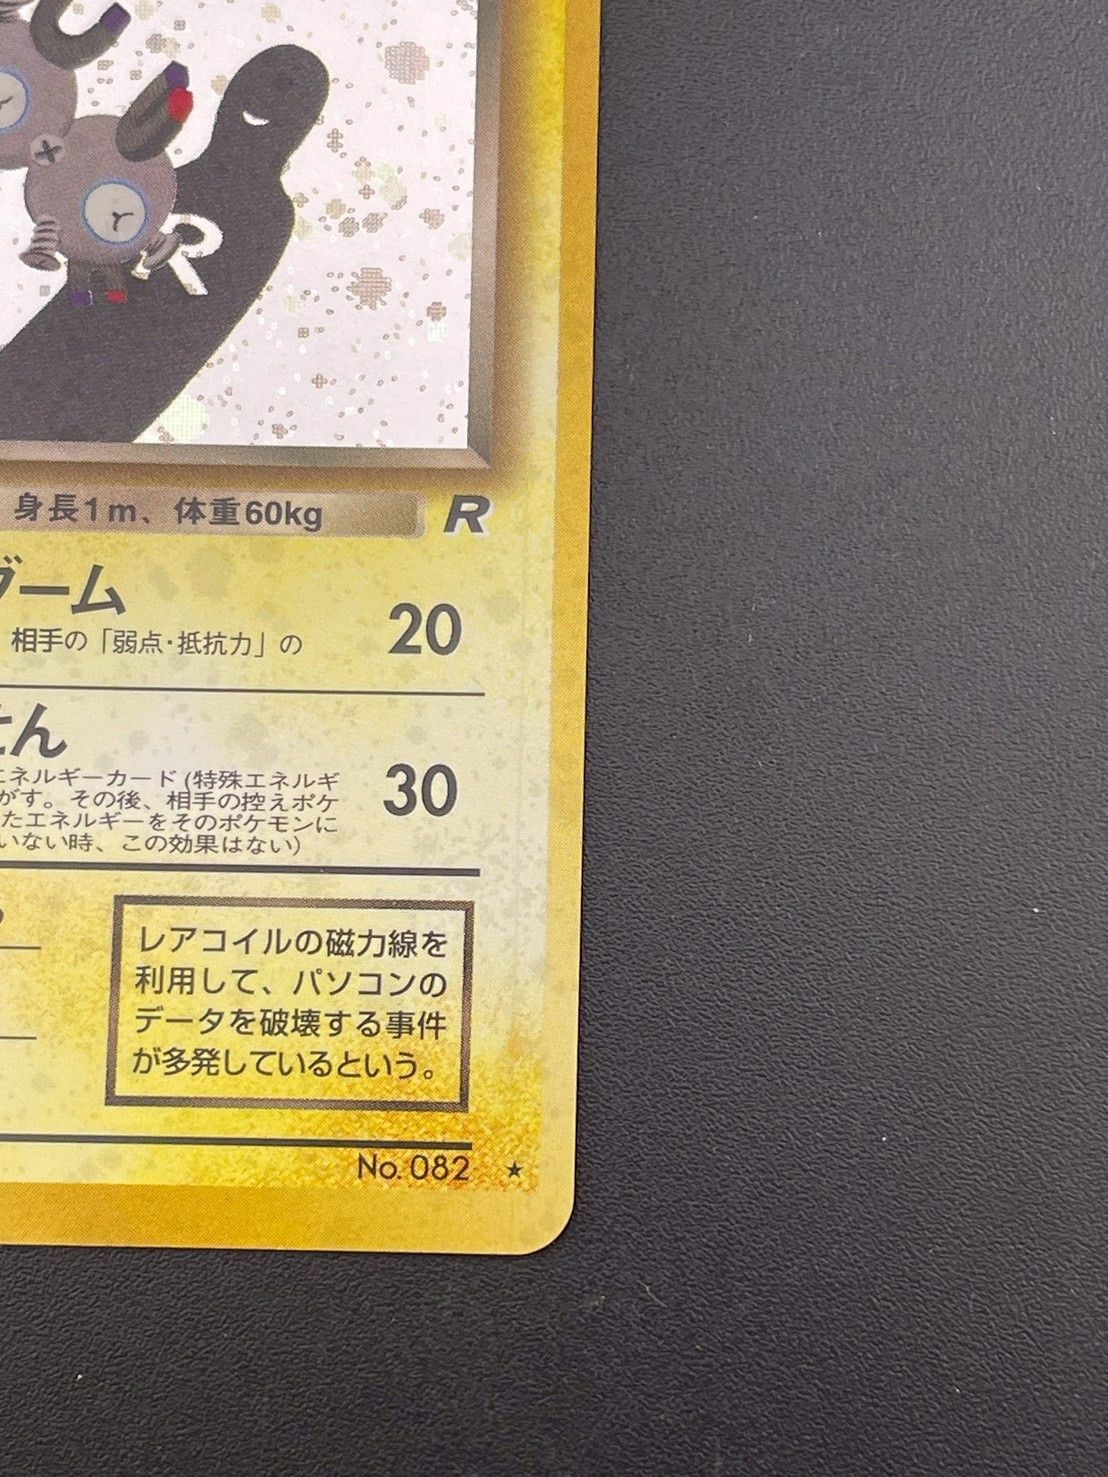 R
身長1m、体重60kg
R
ブーム 20
相手の「弱点・抵抗力」の
せん 30
エネルギーカード(特殊エネルギ
がす。その後、相手の控えポケ
たエネルギーをそのポケモンに
いない時、この効果はない)
レアコイルの磁力線を
利用して、パソコンの
データを破壊する事件
が多発しているという。
No. 082 ★